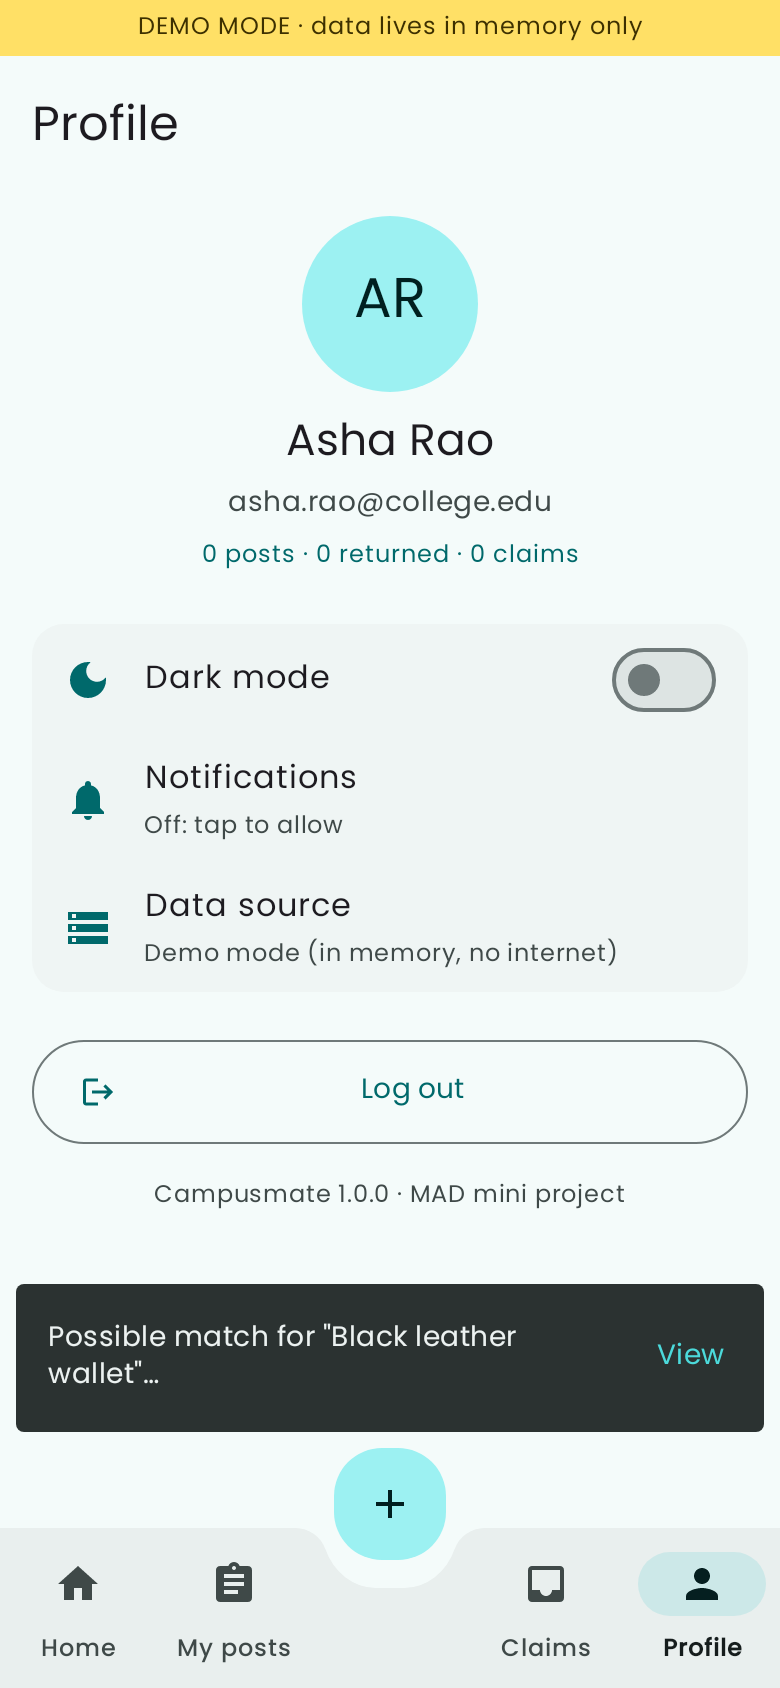 DEMO MODE · data lives in memory only
Profile
AR
Asha Rao
asha.rao@college.edu
0 posts · 0 returned · 0 claims
Dark mode
Notifications
Off: tap to allow
Data source
Demo mode (in memory, no internet)
Log out
Campusmate 1.0.0 · MAD mini project
Possible match for "Black leather
wallet"…
View
Home
My posts
Claims
Profile